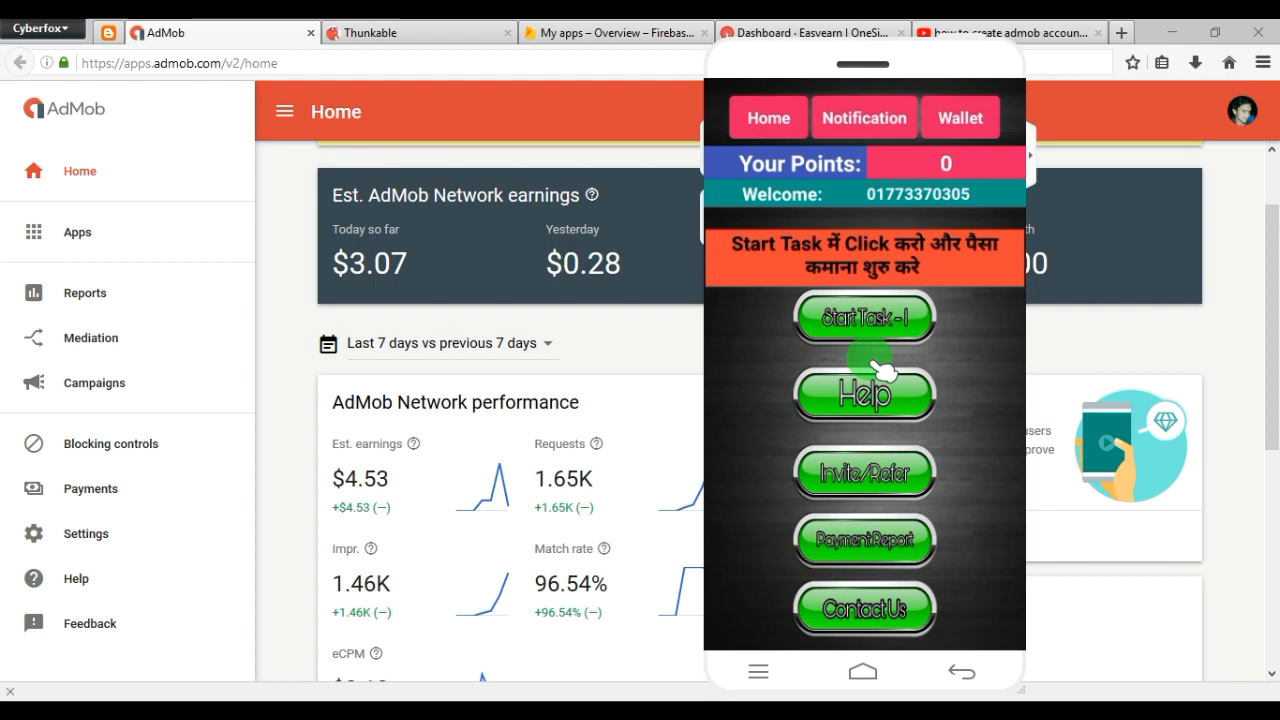 Cyberfox
AdMob
Thunkable
My apps – Overview – Firebas...
Dashboard - Easyearn | OneSi...
how to create admob accoun...
https://apps.admob.com/v2/home
AdMob
Home
Home
Apps
Reports
Mediation
Campaigns
Blocking controls
Payments
Settings
Help
Feedback
Est. AdMob Network earnings
Today so far
Yesterday
$3.07
$0.28
Last 7 days vs previous 7 days
AdMob Network performance
Est. earnings
Requests
$4.53
1.65K
+$4.53 (—)
+1.65K (—)
Impr.
Match rate
1.46K
96.54%
+1.46K (—)
+96.54% (—)
eCPM
Home
Notification
Wallet
Your Points:
0
Welcome:
01773370305
Start Task में Click करो और पैसा
कमाना शुरु करे
Start Task - 1
Help
Invite/Refer
Payment Report
Contact Us